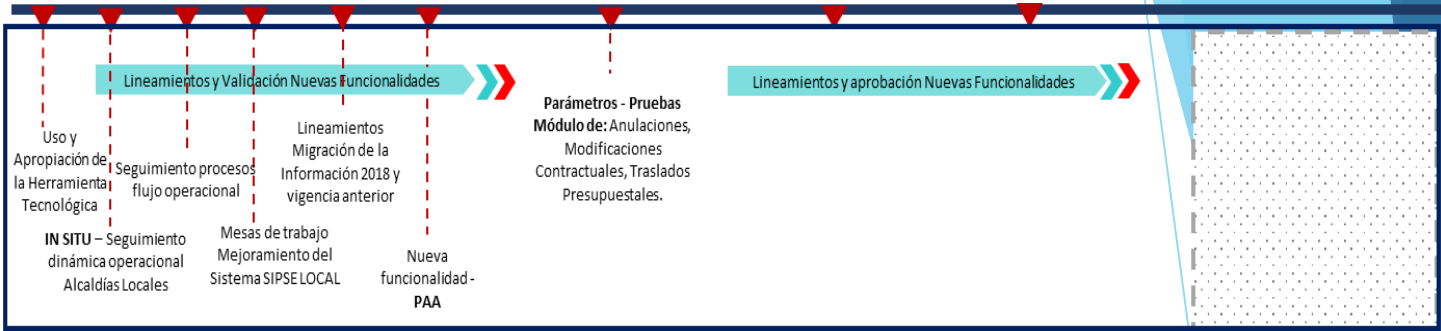 Lineamientos y Validación Nuevas Funcionalidades
Lineamientos y aprobación Nuevas Funcionalidades
Uso y
Apropiación de
la Herramienta
Tecnológica
IN SITU – Seguimiento
dinámica operacional
Alcaldías Locales
Seguimiento procesos
flujo operacional
Mesas de trabajo
Mejoramiento del
Sistema SIPSE LOCAL
Lineamientos
Migración de la
Información 2018 y
vigencia anterior
Nueva
funcionalidad -
PAA
Parámetros - Pruebas
Módulo de: Anulaciones,
Modificaciones
Contractuales, Traslados
Presupuestales.